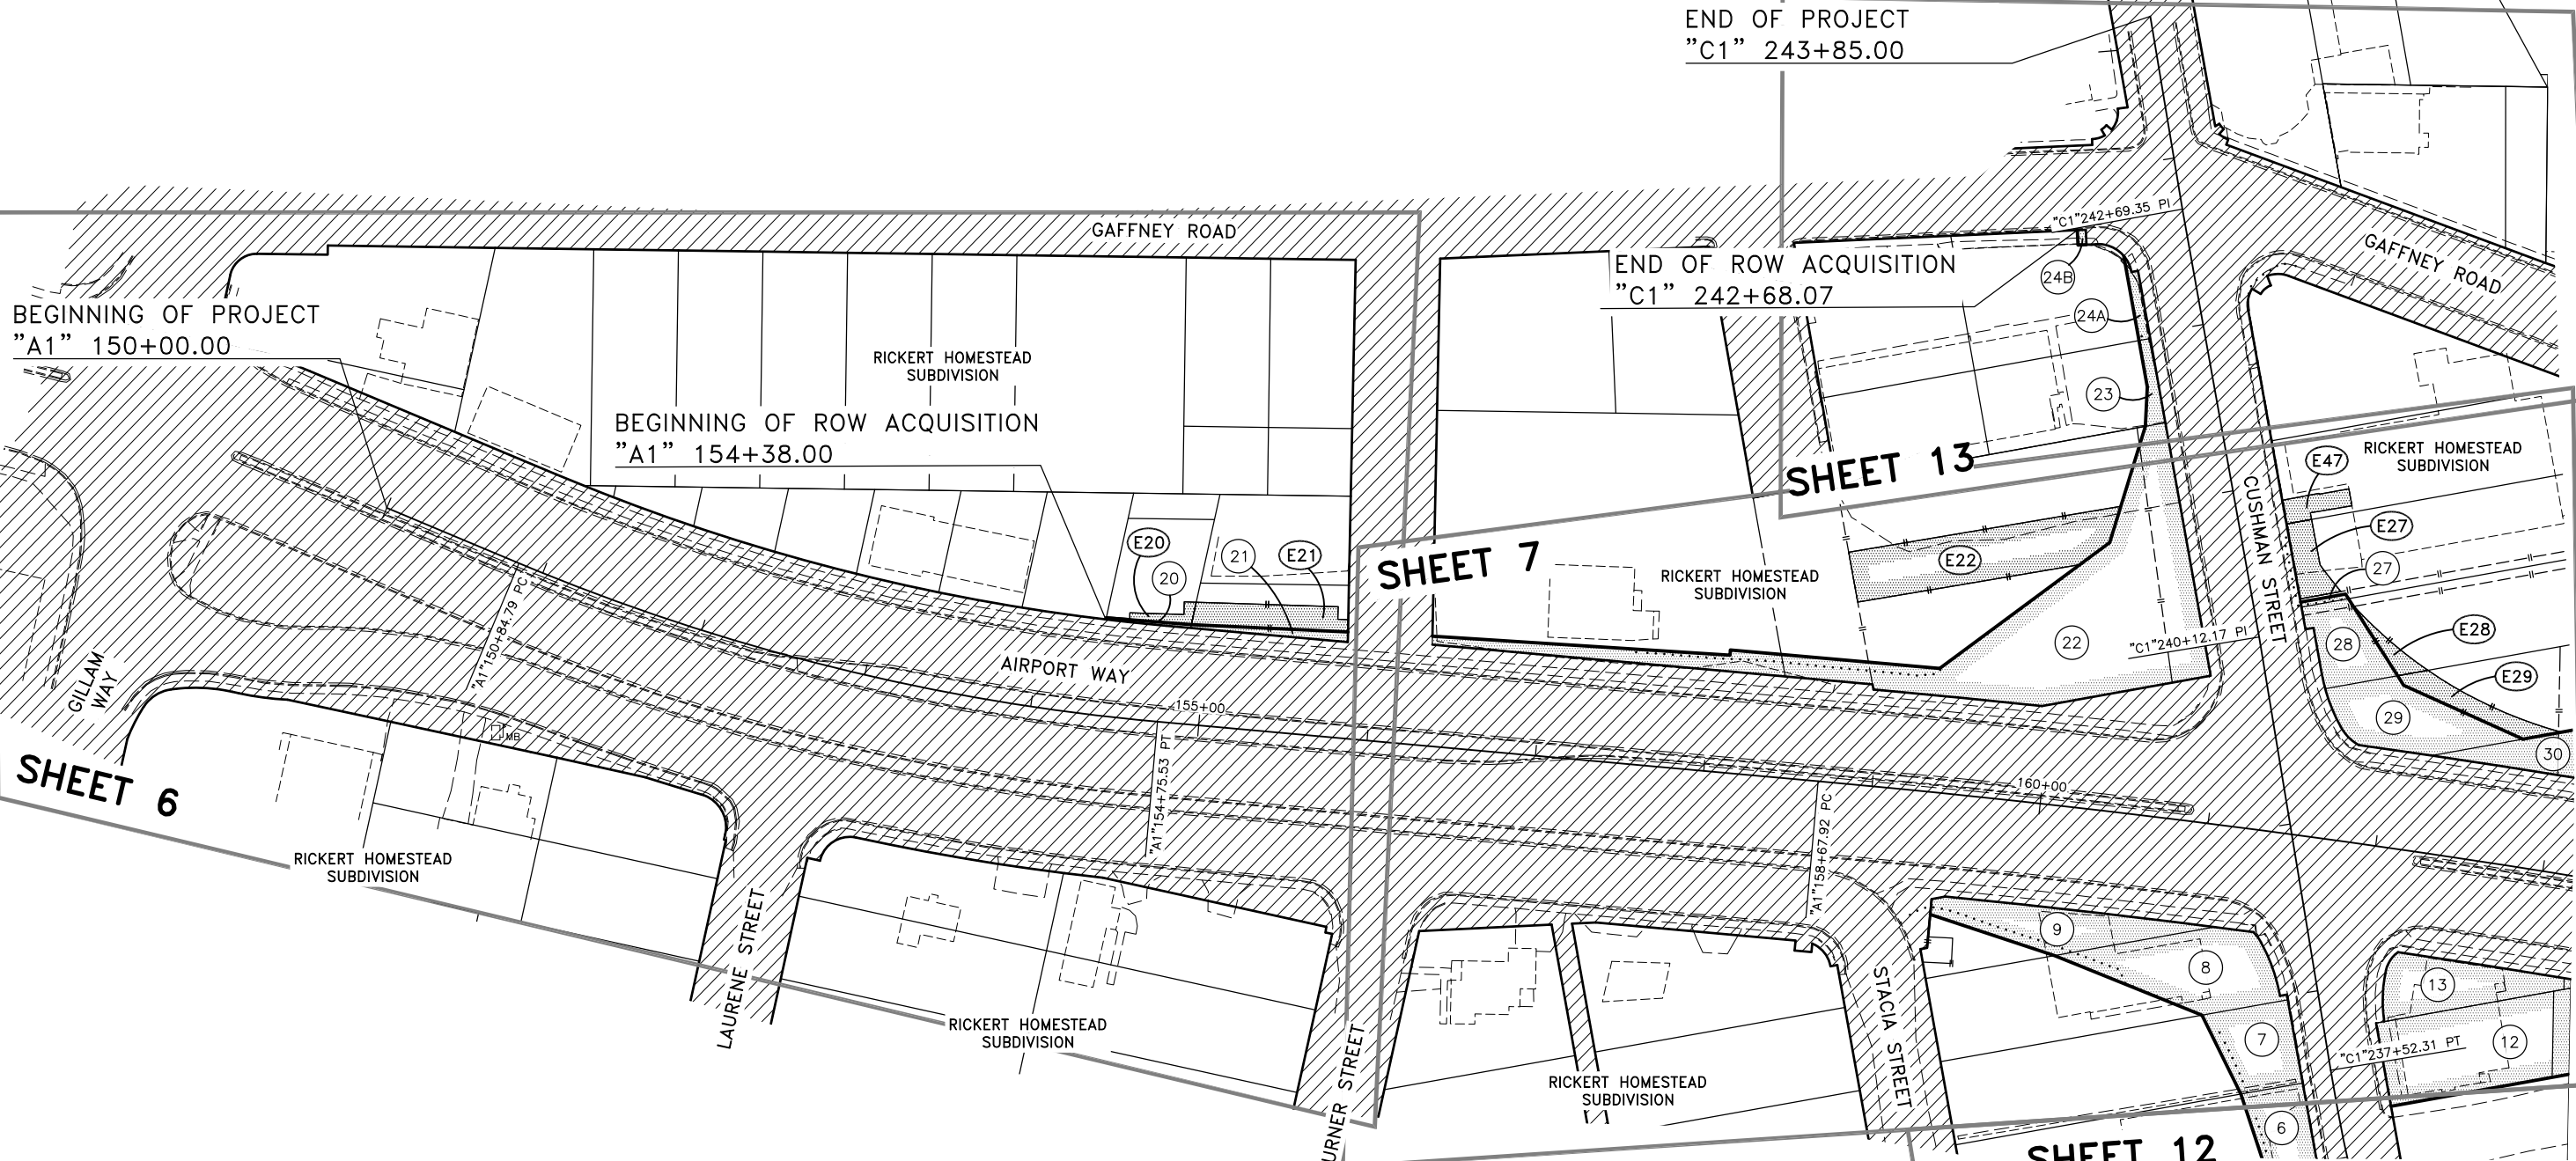 END OF PROJECT
"C1" 243+85.00
"C1"242+69.35 PI
GAFFNEY ROAD
GAFFNEY ROAD
END OF ROW ACQUISITION
"C1" 242+68.07
24B
24A
BEGINNING OF PROJECT
"A1" 150+00.00
RICKERT HOMESTEAD
SUBDIVISION
23
BEGINNING OF ROW ACQUISITION
"A1" 154+38.00
SHEET 13
RICKERT HOMESTEAD
SUBDIVISION
E47
CUSHMAN STREET
E27
E20
21
E21
20
SHEET 7
E22
27
RICKERT HOMESTEAD
SUBDIVISION
"A1"150+84.79 PC
22
"C1"240+12.17 PI
28
E28
E29
AIRPORT WAY
GILLAM
WAY
155+00
29
MB
30
SHEET 6
"A1"154+75.53 PT
160+00
"A1"158+67.92 PC
RICKERT HOMESTEAD
SUBDIVISION
9
8
13
LAURENE STREET
STACIA STREET
RICKERT HOMESTEAD
SUBDIVISION
7
12
"C1"237+52.31 PT
URNER STREET
RICKERT HOMESTEAD
SUBDIVISION
6
SHEET 12